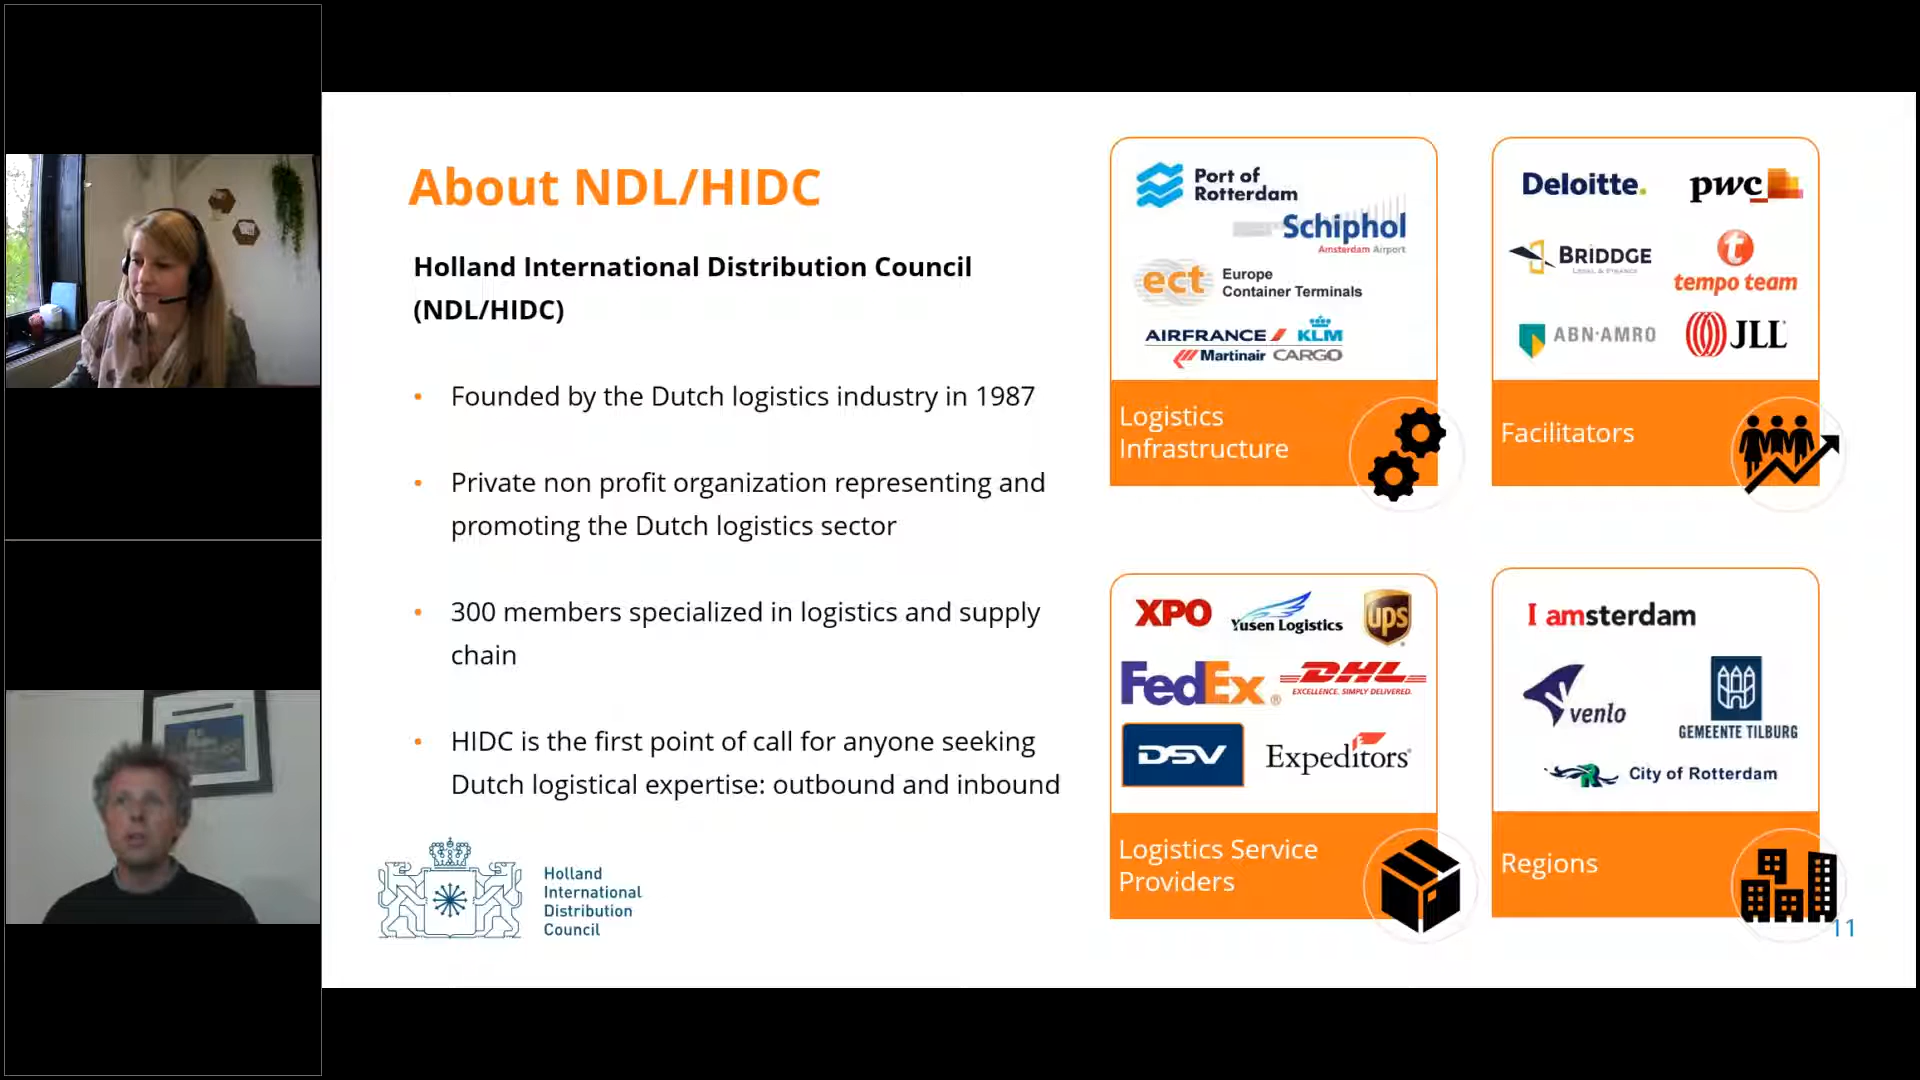 About NDL/HIDC
Holland International Distribution Council
(NDL/HIDC)
• Founded by the Dutch logistics industry in 1987
• Private non profit organization representing and
promoting the Dutch logistics sector
• 300 members specialized in logistics and supply
chain
• HIDC is the first point of call for anyone seeking
Dutch logistical expertise: outbound and inbound
Holland
International
Distribution
Council
Port of
Rotterdam
Schiphol
Amsterdam Airport
ect Europe
Container Terminals
AIRFRANCE KLM
Martinair CARGO
Logistics
Infrastructure
Deloitte.
pwc
BRIDDGE
LEGAL & FINANCE
t
tempo team
ABN·AMRO
JLL
Facilitators
XPO
Yusen Logistics
ups
FedEx®
DHL
EXCELLENCE. SIMPLY DELIVERED.
DSV
Expeditors®
Logistics Service
Providers
I amsterdam
venlo
GEMEENTE TILBURG
City of Rotterdam
Regions
11